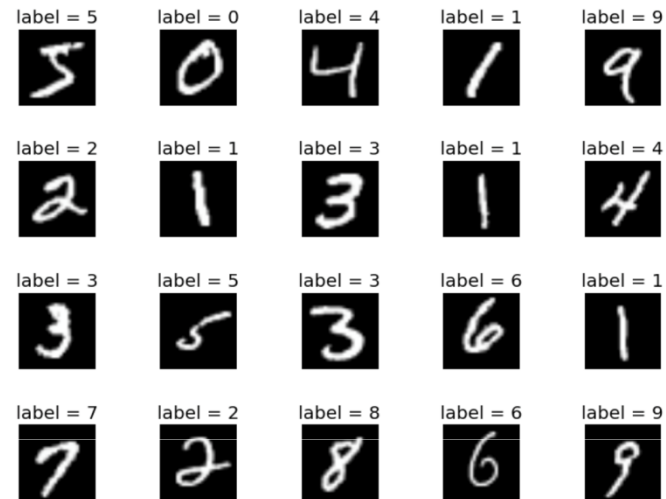 label = 5 label = 0 label = 4 label = 1 label = 9
5 0 4 1 9
label = 2 label = 1 label = 3 label = 1 label = 4
2 1 3 1 4
label = 3 label = 5 label = 3 label = 6 label = 1
3 5 3 6 1
label = 7 label = 2 label = 8 label = 6 label = 9
7 2 8 6 9